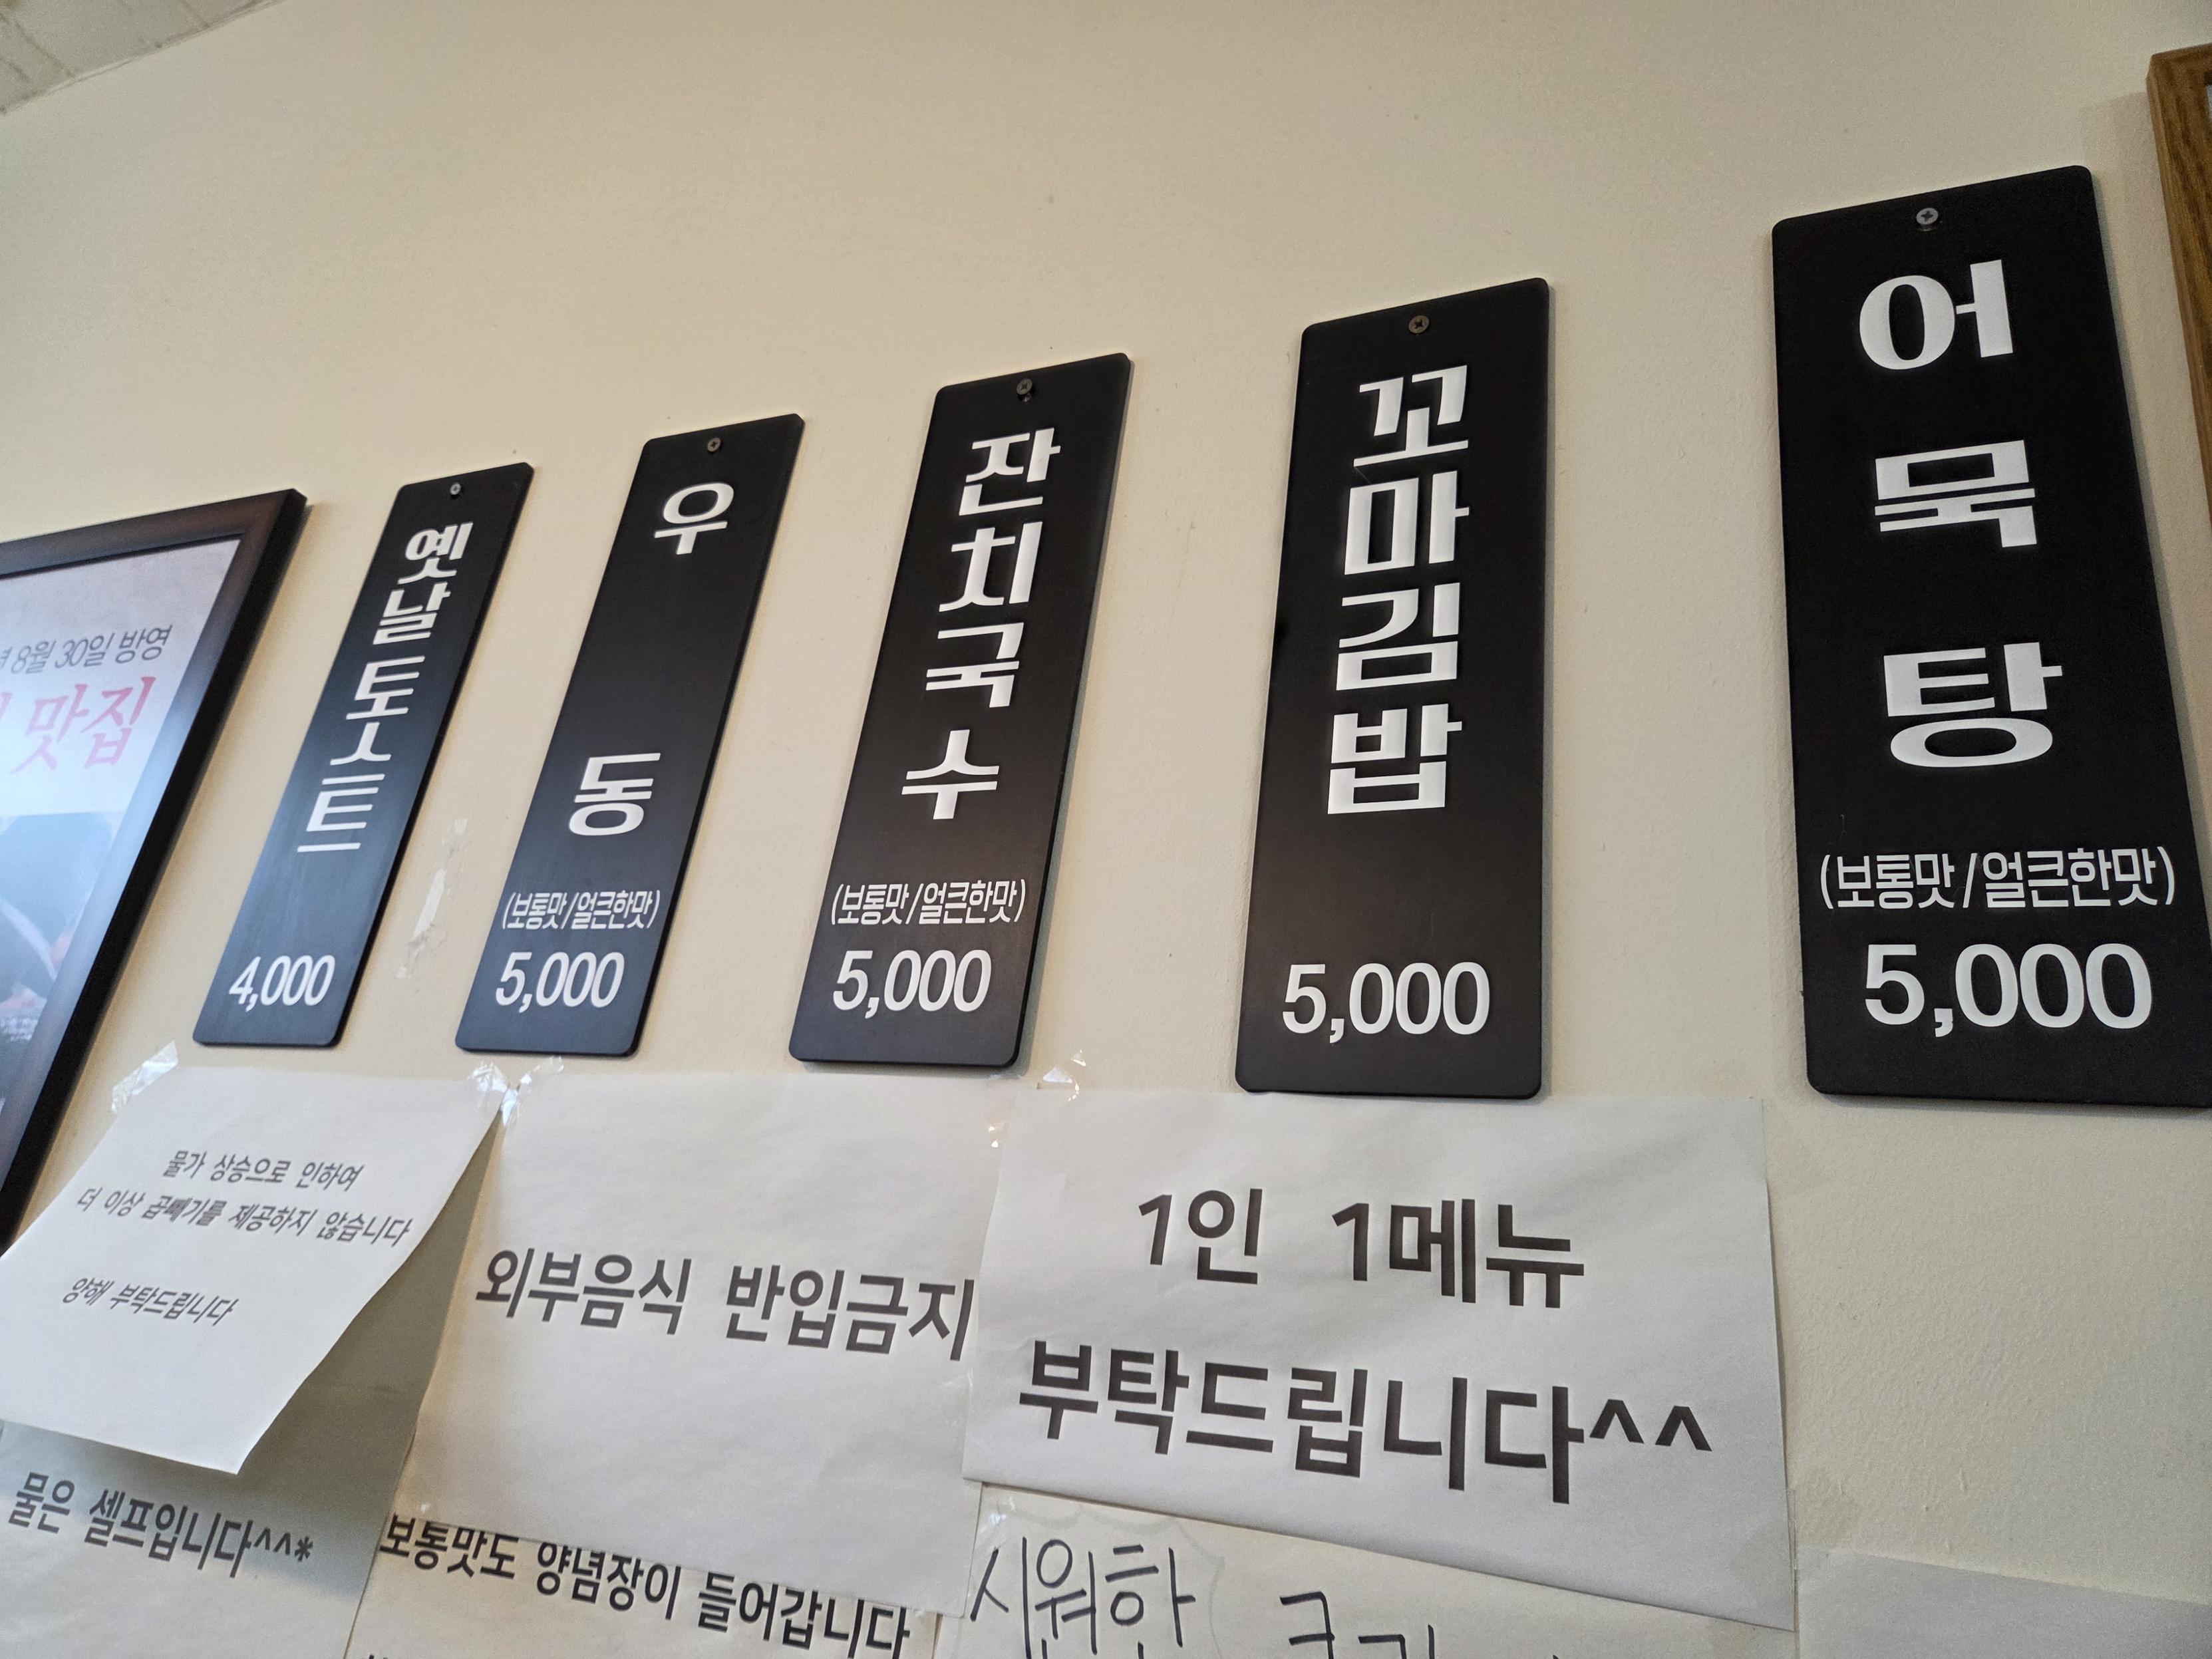 8월 30일 방영
맛집
옛날토스트
4,000
우동
(보통맛/얼큰한맛)
5,000
잔치국수
(보통맛/얼큰한맛)
5,000
꼬마김밥
5,000
어묵탕
(보통맛/얼큰한맛)
5,000
물가 상승으로 인하여
더 이상 곱빼기를 제공하지 않습니다
양해 부탁드립니다
외부음식 반입금지
1인 1메뉴
부탁드립니다^^
물은 셀프입니다^^*
보통맛도 양념장이 들어갑니다
시원한